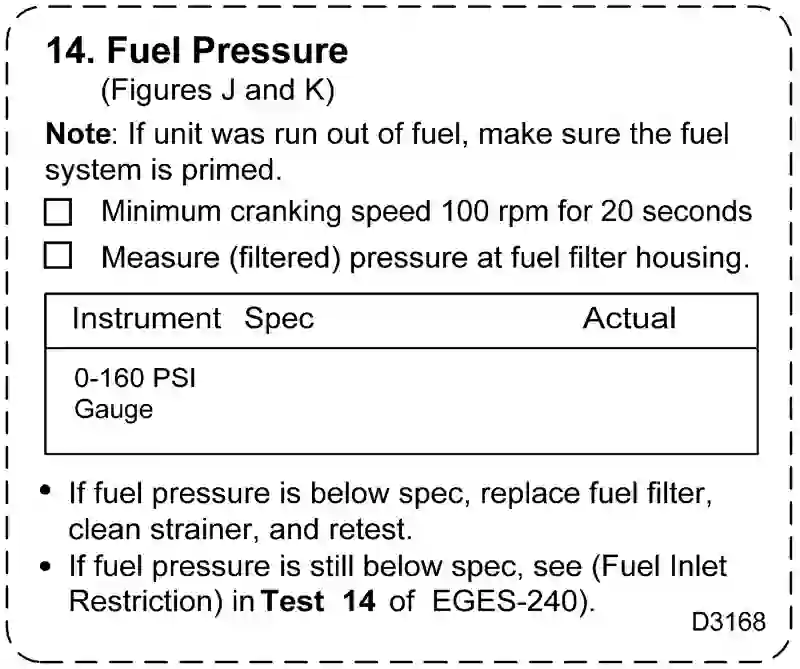 14. Fuel Pressure
(Figures J and K)
Note: If unit was run out of fuel, make sure the fuel
system is primed.
Minimum cranking speed 100 rpm for 20 seconds
Measure (filtered) pressure at fuel filter housing.
Instrument Spec Actual
0-160 PSI
Gauge
• If fuel pressure is below spec, replace fuel filter,
clean strainer, and retest.
• If fuel pressure is still below spec, see (Fuel Inlet
Restriction) in Test 14 of EGES-240).
D3168